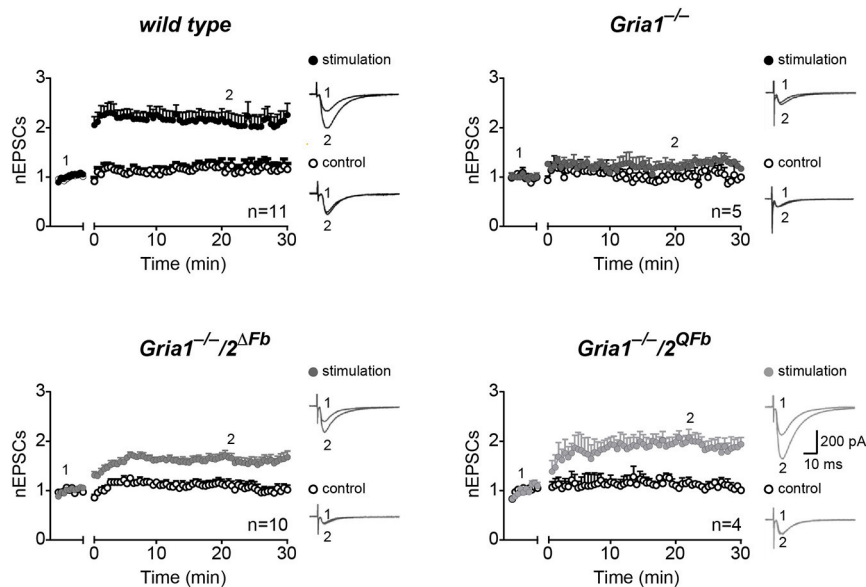 wild type
stimulation
3
2
1
0
nEPSCs
1
2
n=11
0
10
20
30
Time (min)
1
2
control
1
2
Gria1–/–
stimulation
3
2
1
0
nEPSCs
1
2
n=5
0
10
20
30
Time (min)
1
2
control
1
2
Gria1–/–/2ΔFb
stimulation
3
2
1
0
nEPSCs
1
2
n=10
0
10
20
30
Time (min)
1
2
control
1
2
Gria1–/–/2QFb
stimulation
3
2
1
0
nEPSCs
1
2
n=4
0
10
20
30
Time (min)
1
2
200 pA
10 ms
control
1
2